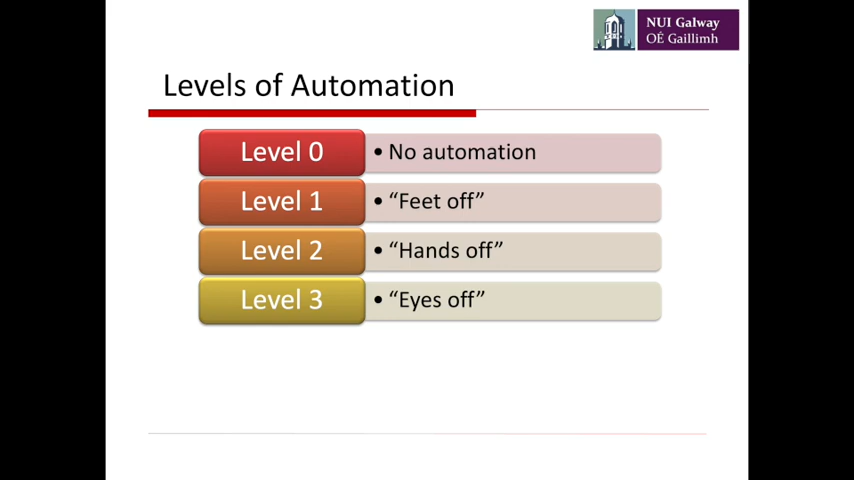 NUI Galway
OÉ Gaillimh
Levels of Automation
Level 0
• No automation
Level 1
• “Feet off”
Level 2
• “Hands off”
Level 3
• “Eyes off”